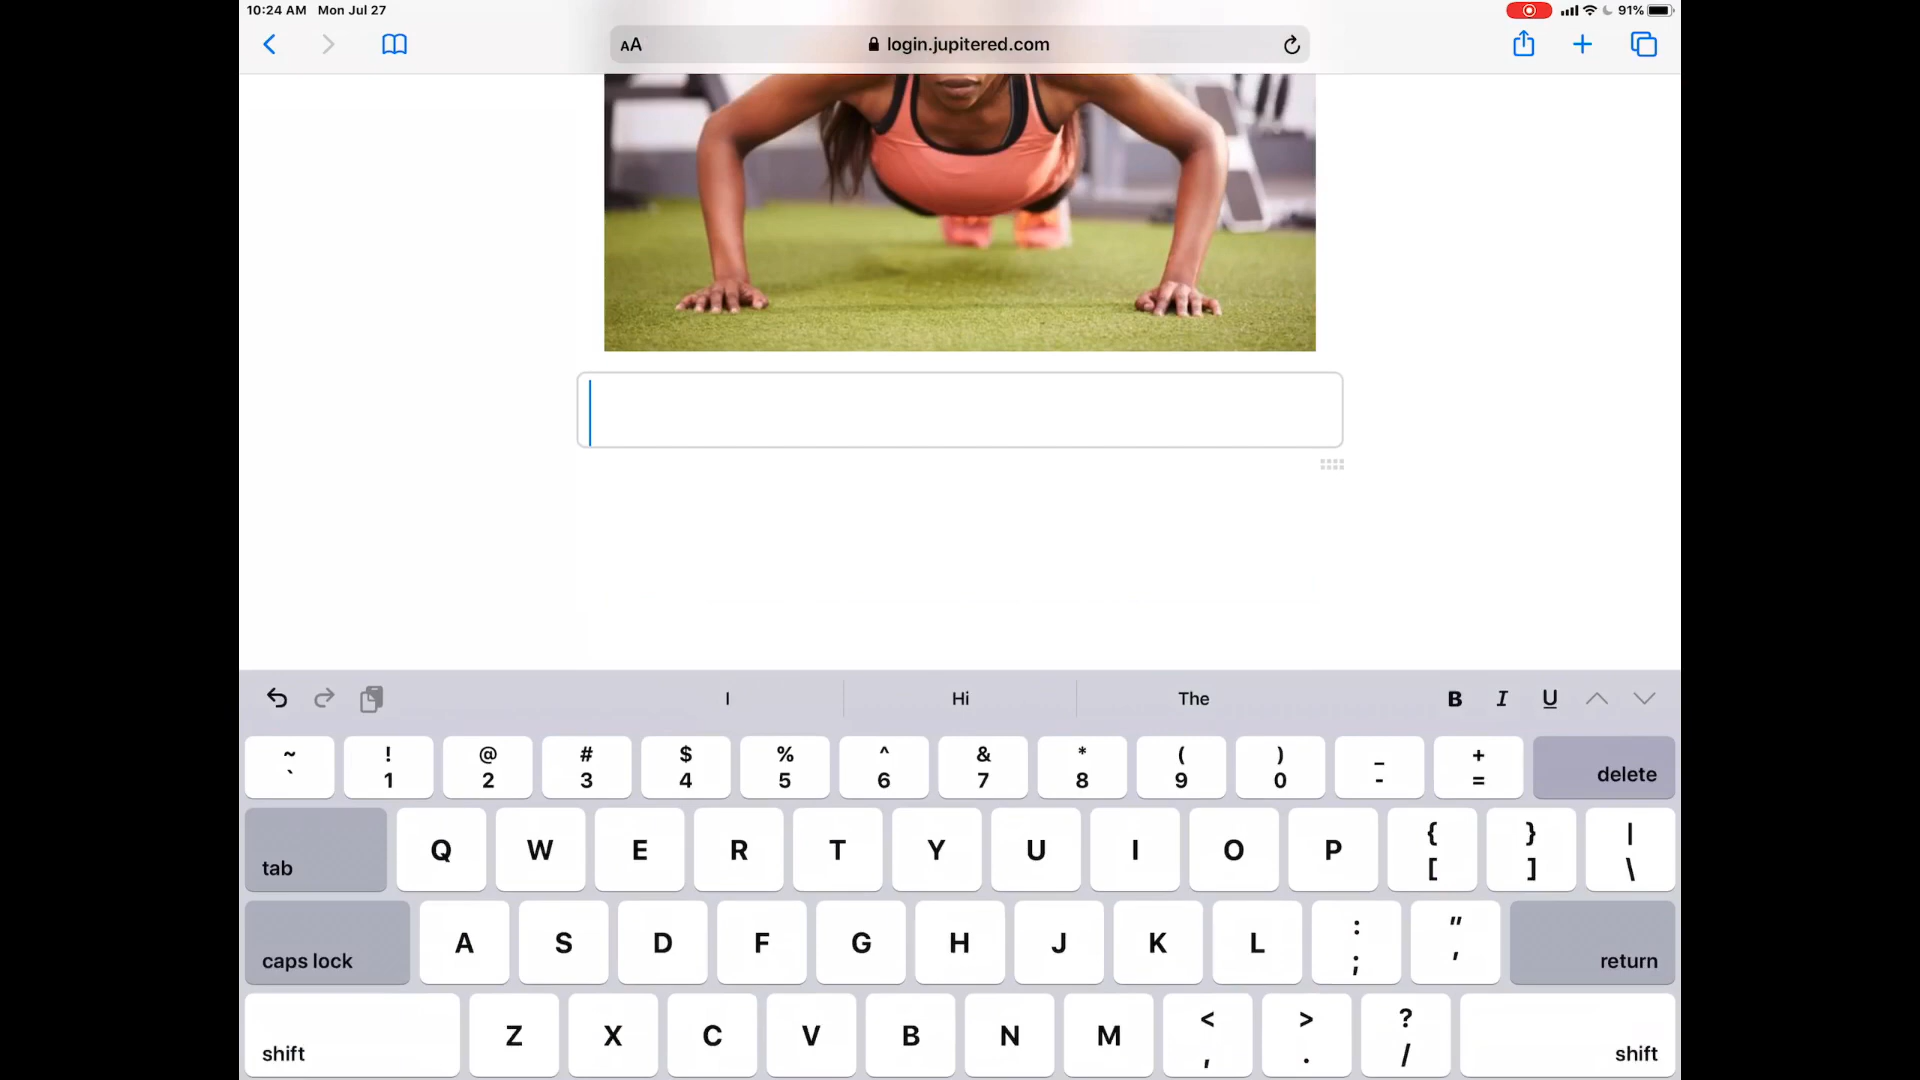 10:24 AM Mon Jul 27
91%
AA login.jupitered.com
I Hi The B I U
~ ! @ # $ % ^ & * ( ) _ +
` 1 2 3 4 5 6 7 8 9 0 - = delete
tab Q W E R T Y U I O P { [ } ] | \
caps lock A S D F G H J K L : ; " ' return
shift Z X C V B N M < , > . ? / shift